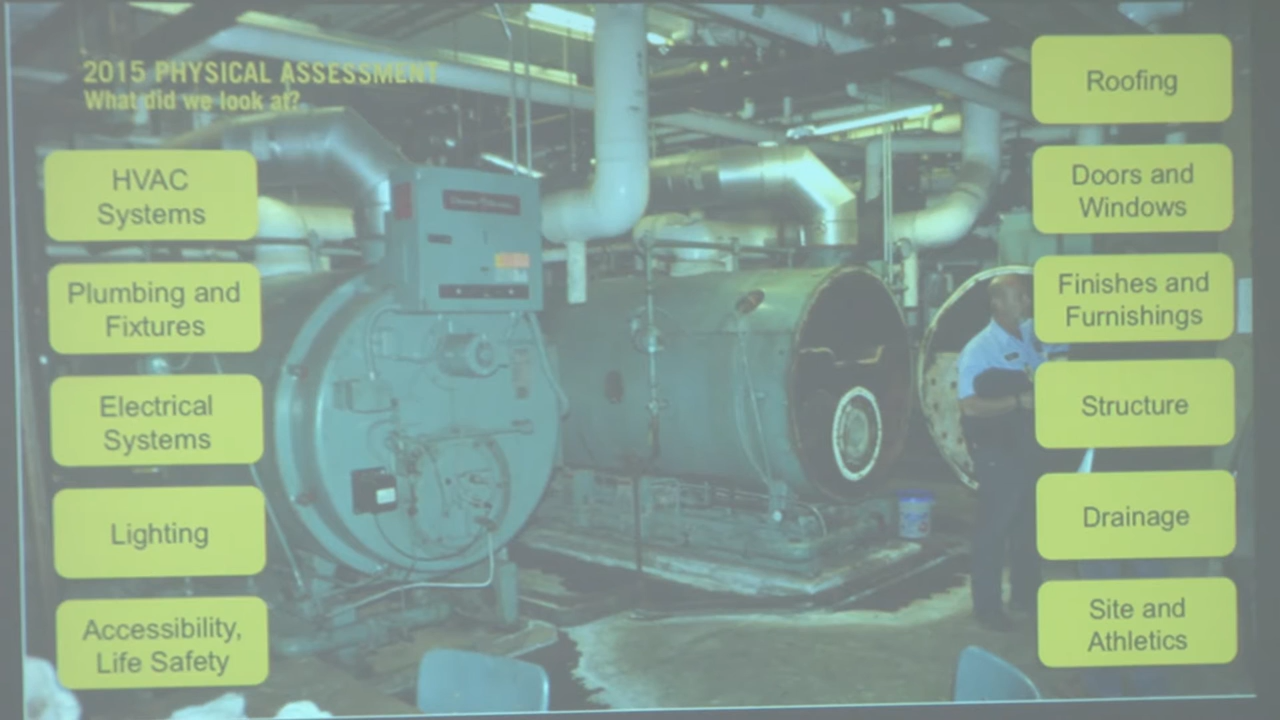 2015 PHYSICAL ASSESSMENT
What did we look at?
HVAC
Systems
Plumbing and
Fixtures
Electrical
Systems
Lighting
Accessibility,
Life Safety
Roofing
Doors and
Windows
Finishes and
Furnishings
Structure
Drainage
Site and
Athletics